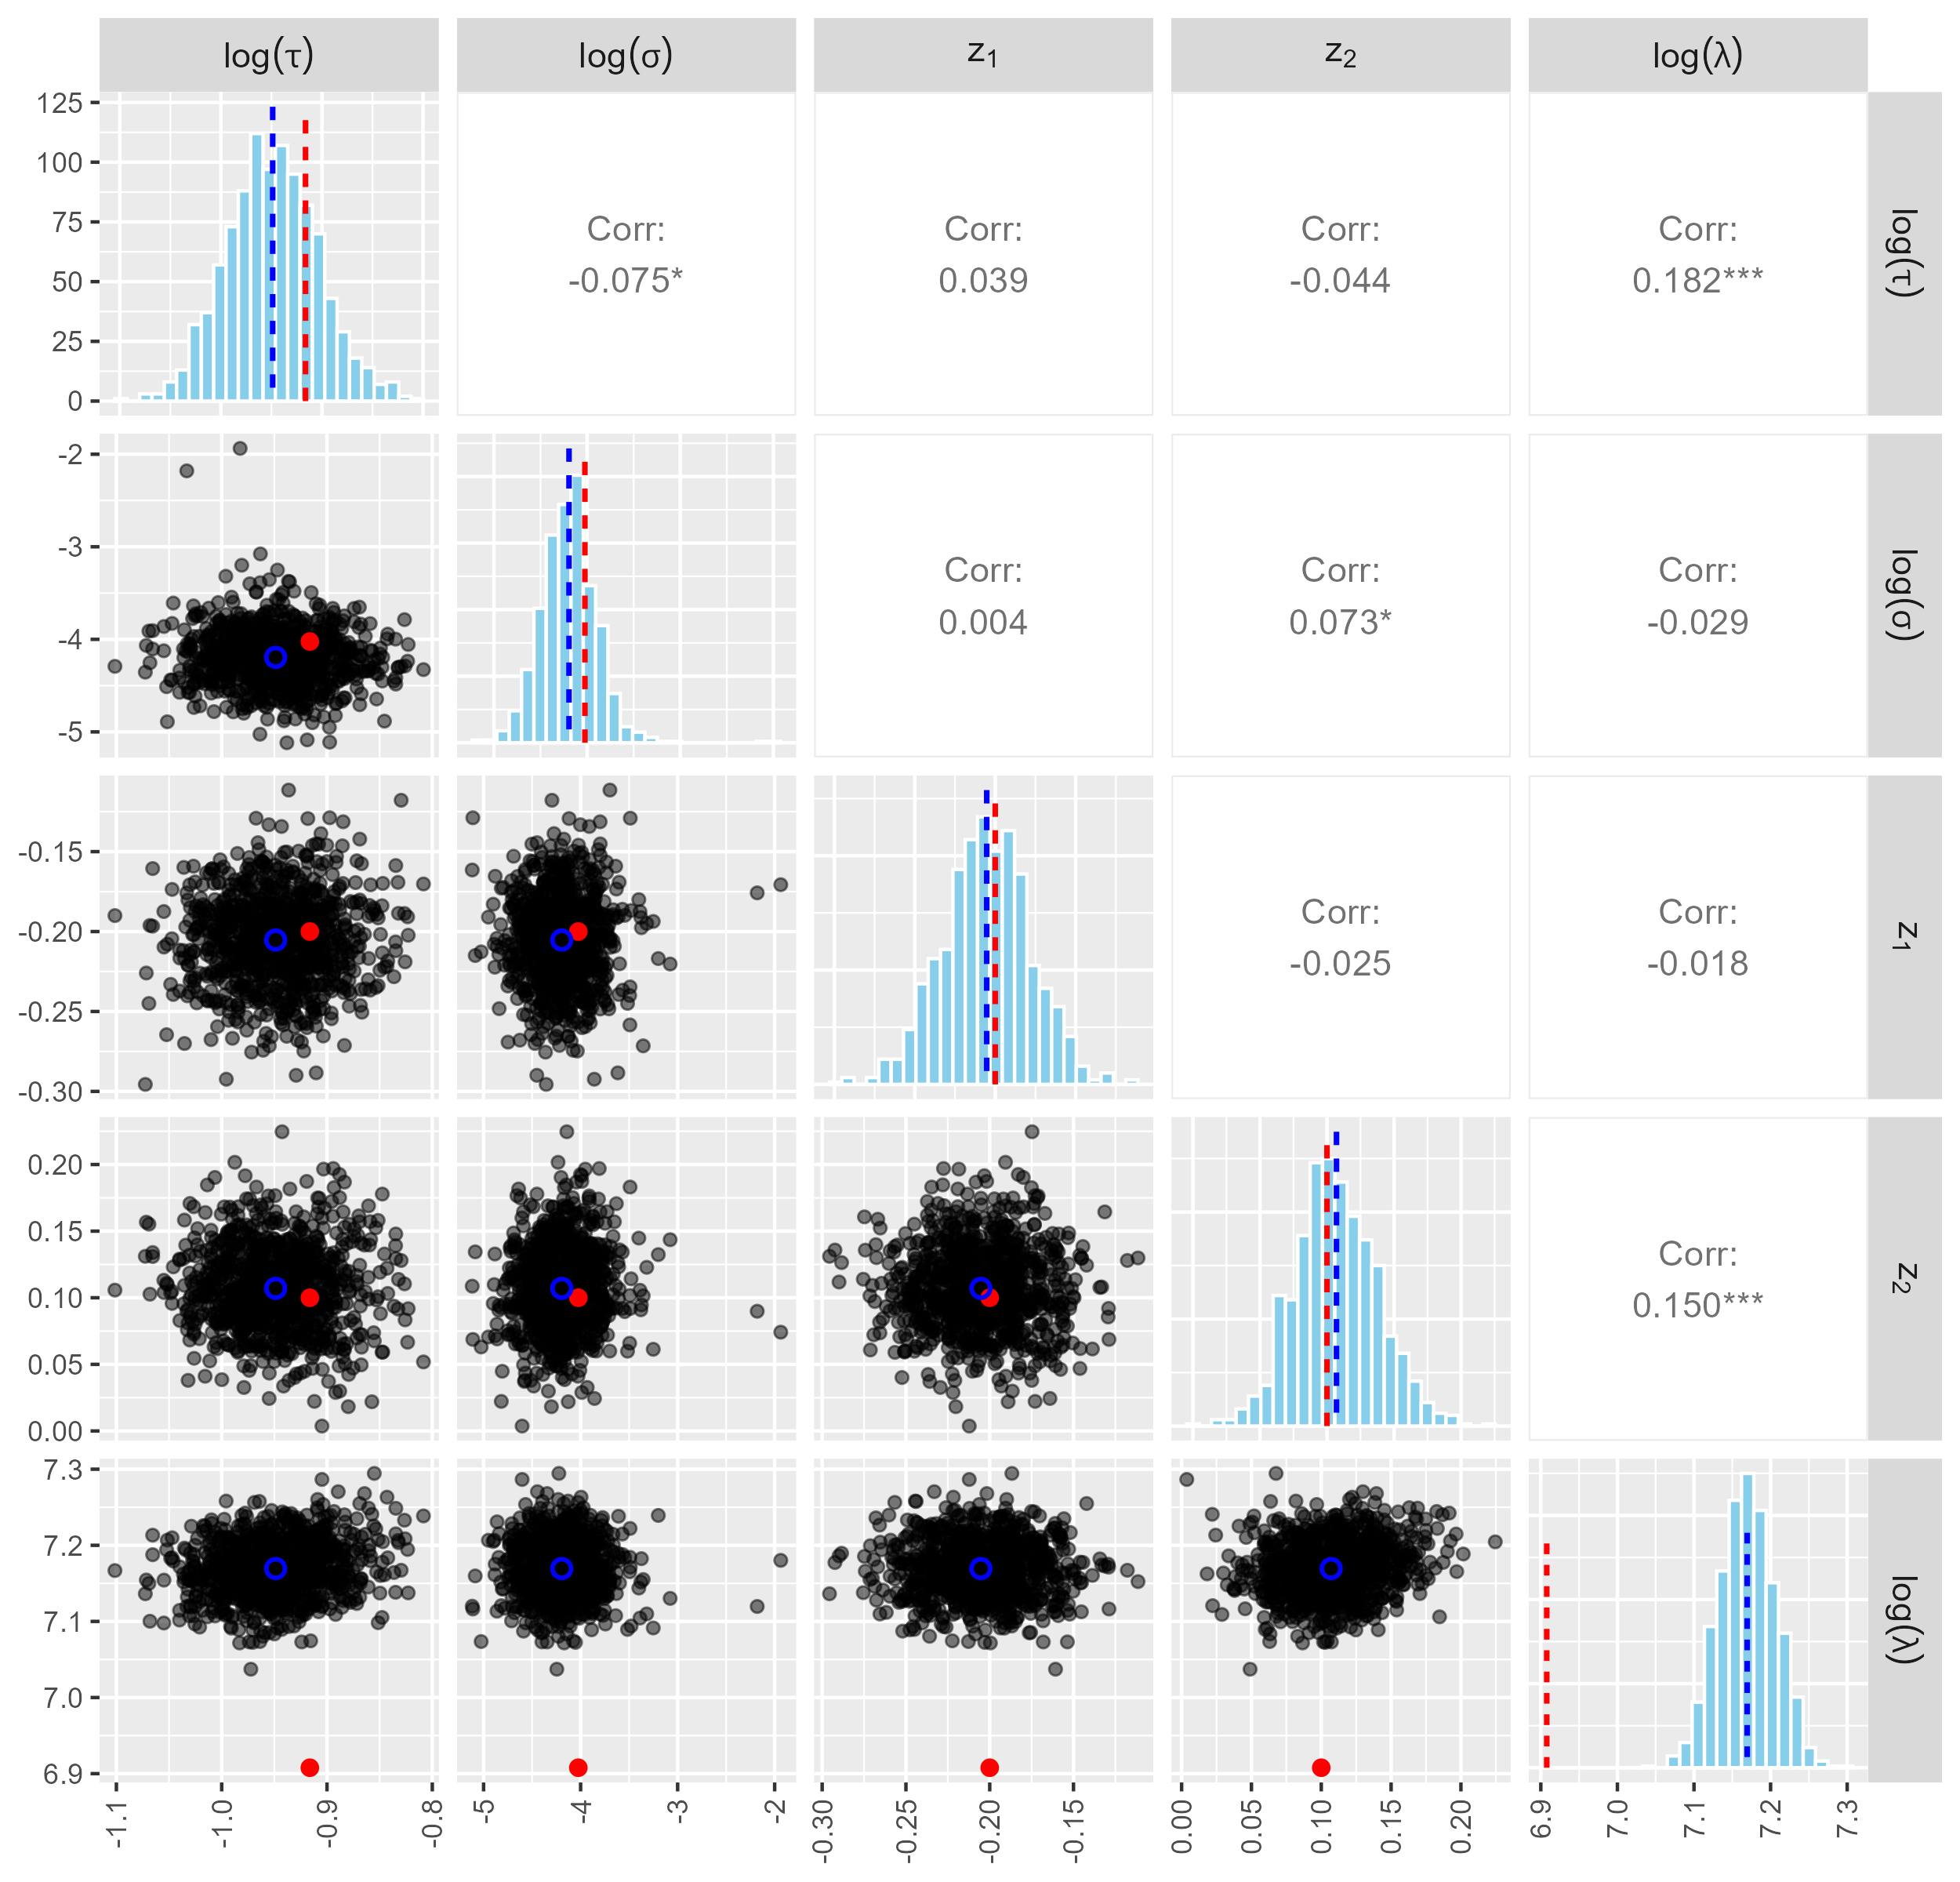 log(τ) log(σ) z1 z2 log(λ)
125
100
75
50
25
0
Corr:
-0.075*
Corr:
0.039
Corr:
-0.044
Corr:
0.182***
log(τ)
-2
-3
-4
-5
Corr:
0.004
Corr:
0.073*
Corr:
-0.029
log(σ)
-0.15
-0.20
-0.25
-0.30
Corr:
-0.025
Corr:
-0.018
z1
0.20
0.15
0.10
0.05
0.00
Corr:
0.150***
z2
7.3
7.2
7.1
7.0
6.9
log(λ)
-1.1 -1.0 -0.9 -0.8 -5 -4 -3 -2 -0.30 -0.25 -0.20 -0.15 0.00 0.05 0.10 0.15 0.20 6.9 7.0 7.1 7.2 7.3